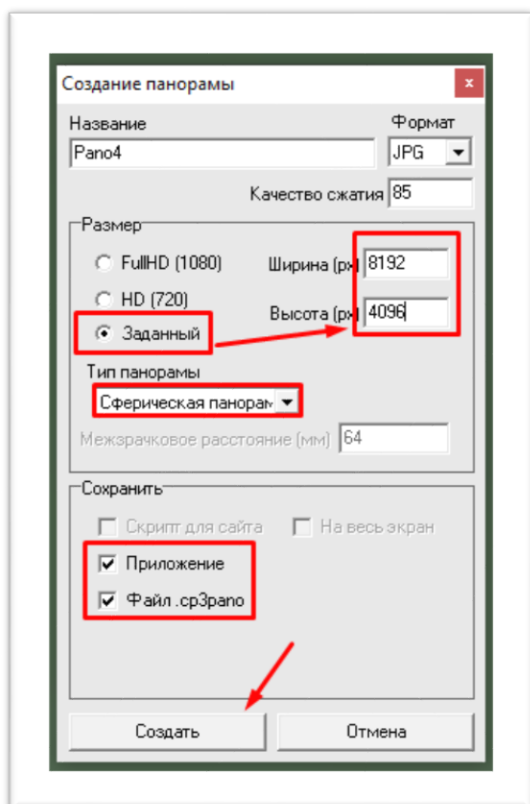 Создание панорамы
x
Название Формат
Pano4 JPG
Качество сжатия 85
Размер
FullHD (1080) Ширина (px) 8192
HD (720)
Высота (px) 4096
Заданный
Тип панорамы
Сферическая панорам
Межзрачковое расстояние (мм) 64
Сохранить
Скрипт для сайта На весь экран
Приложение
Файл .cp3pano
Создать Отмена